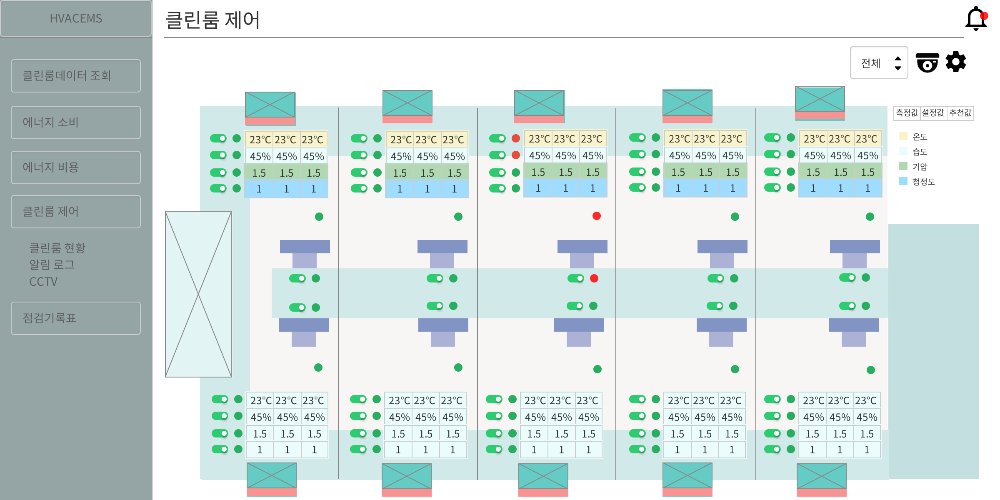 HVACEMS
클린룸 제어
클린룸데이터 조회
에너지 소비
에너지 비용
클린룸 제어
클린룸 현황
알림 로그
CCTV
점검기록표
전체
측정값 설정값 추천값
온도
습도
기압
청정도
23°C 23°C 23°C 23°C 23°C 23°C 23°C 23°C 23°C 23°C 23°C 23°C 23°C 23°C 23°C
45% 45% 45% 45% 45% 45% 45% 45% 45% 45% 45% 45% 45% 45% 45%
1.5 1.5 1.5 1.5 1.5 1.5 1.5 1.5 1.5 1.5 1.5 1.5 1.5 1.5 1.5
1 1 1 1 1 1 1 1 1 1 1 1 1 1 1
23°C 23°C 23°C 23°C 23°C 23°C 23°C 23°C 23°C 23°C 23°C 23°C 23°C 23°C 23°C
45% 45% 45% 45% 45% 45% 45% 45% 45% 45% 45% 45% 45% 45% 45%
1.5 1.5 1.5 1.5 1.5 1.5 1.5 1.5 1.5 1.5 1.5 1.5 1.5 1.5 1.5
1 1 1 1 1 1 1 1 1 1 1 1 1 1 1